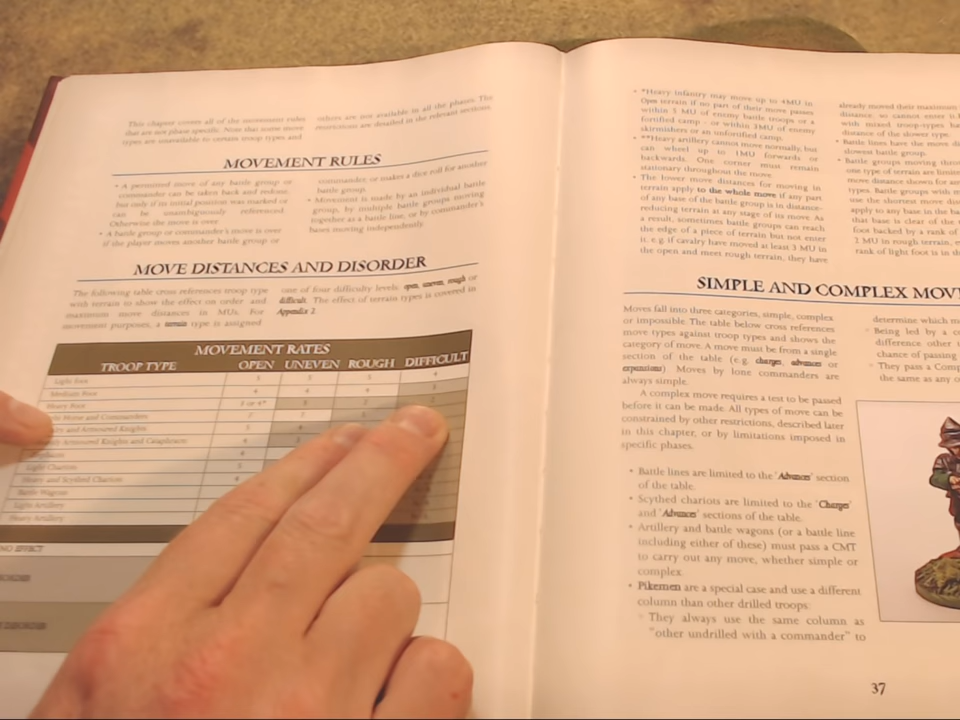 This chapter covers all of the movement rules
that are not phase specific. Note that some move
types are unavailable to certain troop types and
others are not available in all the phases. The
restrictions are detailed in the relevant sections.
MOVEMENT RULES
• A permitted move of any battle group or
commander can be taken back and redone,
but only if its initial position was marked or
can be unambiguously referenced.
Otherwise the move is over.
• A battle group or commander's move is over
if the player moves another battle group or
commander, or makes a dice roll for another
battle group.
• Movement is made by an individual battle
group, by multiple battle groups moving
together as a battle line, or by commander's
bases moving independently.
MOVE DISTANCES AND DISORDER
The following table cross references troop type
with terrain to show the effect on order and
maximum move distances in MUs. For
movement purposes, a terrain type is assigned
one of four difficulty levels: open, uneven, rough or
difficult. The effect of terrain types is covered in
Appendix 2.
MOVEMENT RATES
TROOP TYPE OPEN UNEVEN ROUGH DIFFICULT
Light Foot
Medium Foot
Heavy Foot 3 or 4*
Horse and Commanders
and Armoured Knights
Armoured Knights and Cataphracts
Light Chariots
Heavy and Scythed Chariots
Battle Wagons
Light Artillery
Heavy Artillery
NO EFFECT
• *Heavy infantry may move up to 4MU in
Open terrain if no part of their move passes
within 3 MU of enemy battle troops or a
fortified camp - or within 3MU of enemy
skirmishers or an unfortified camp.
• **Heavy artillery cannot move normally, but
can wheel up to 1MU forwards or
backwards. One corner must remain
stationary throughout the move.
• The lower move distances for moving in
terrain apply to the whole move if any part
of any base of the battle group is in distance-
reducing terrain at any stage of its move. As
a result, sometimes battle groups can reach
the edge of a piece of terrain but not enter
it, e.g. if cavalry have moved at least 3 MU in
the open and meet rough terrain, they have
already moved their maximum
distance, so cannot enter it
with mixed troop-types
distance of the slower type.
• Battle lines have the move
slowest battle group.
• Battle groups moving
one type of terrain are
move distance shown for
types. Battle groups with
use the shortest move
apply to any base in the
that base is clear of the
foot backed by a rank of
1 MU in rough terrain,
rank of light foot is in
SIMPLE AND COMPLEX
Moves fall into three categories, simple, complex
or impossible. The table below cross references
move types against troop types and shows the
category of move. A move must be from a single
section of the table (e.g. charges, advances or
expansions). Moves by lone commanders are
always simple.
A complex move requires a test to be passed
before it can be made. All types of move can be
constrained by other restrictions, described later
in this chapter, or by limitations imposed in
specific phases.
• Battle lines are limited to the 'Advances' section
of the table.
• Scythed chariots are limited to the 'Charges'
and 'Advances' sections of the table.
• Artillery and battle wagons (or a battle line
including either of these) must pass a CMT
to carry out any move, whether simple or
complex.
• Pikemen are a special case and use a different
column than other drilled troops:
They always use the same column as
"other undrilled with a commander" to
determine which
Being led by a
difference other
chance of passing
They pass a
the same as any
37